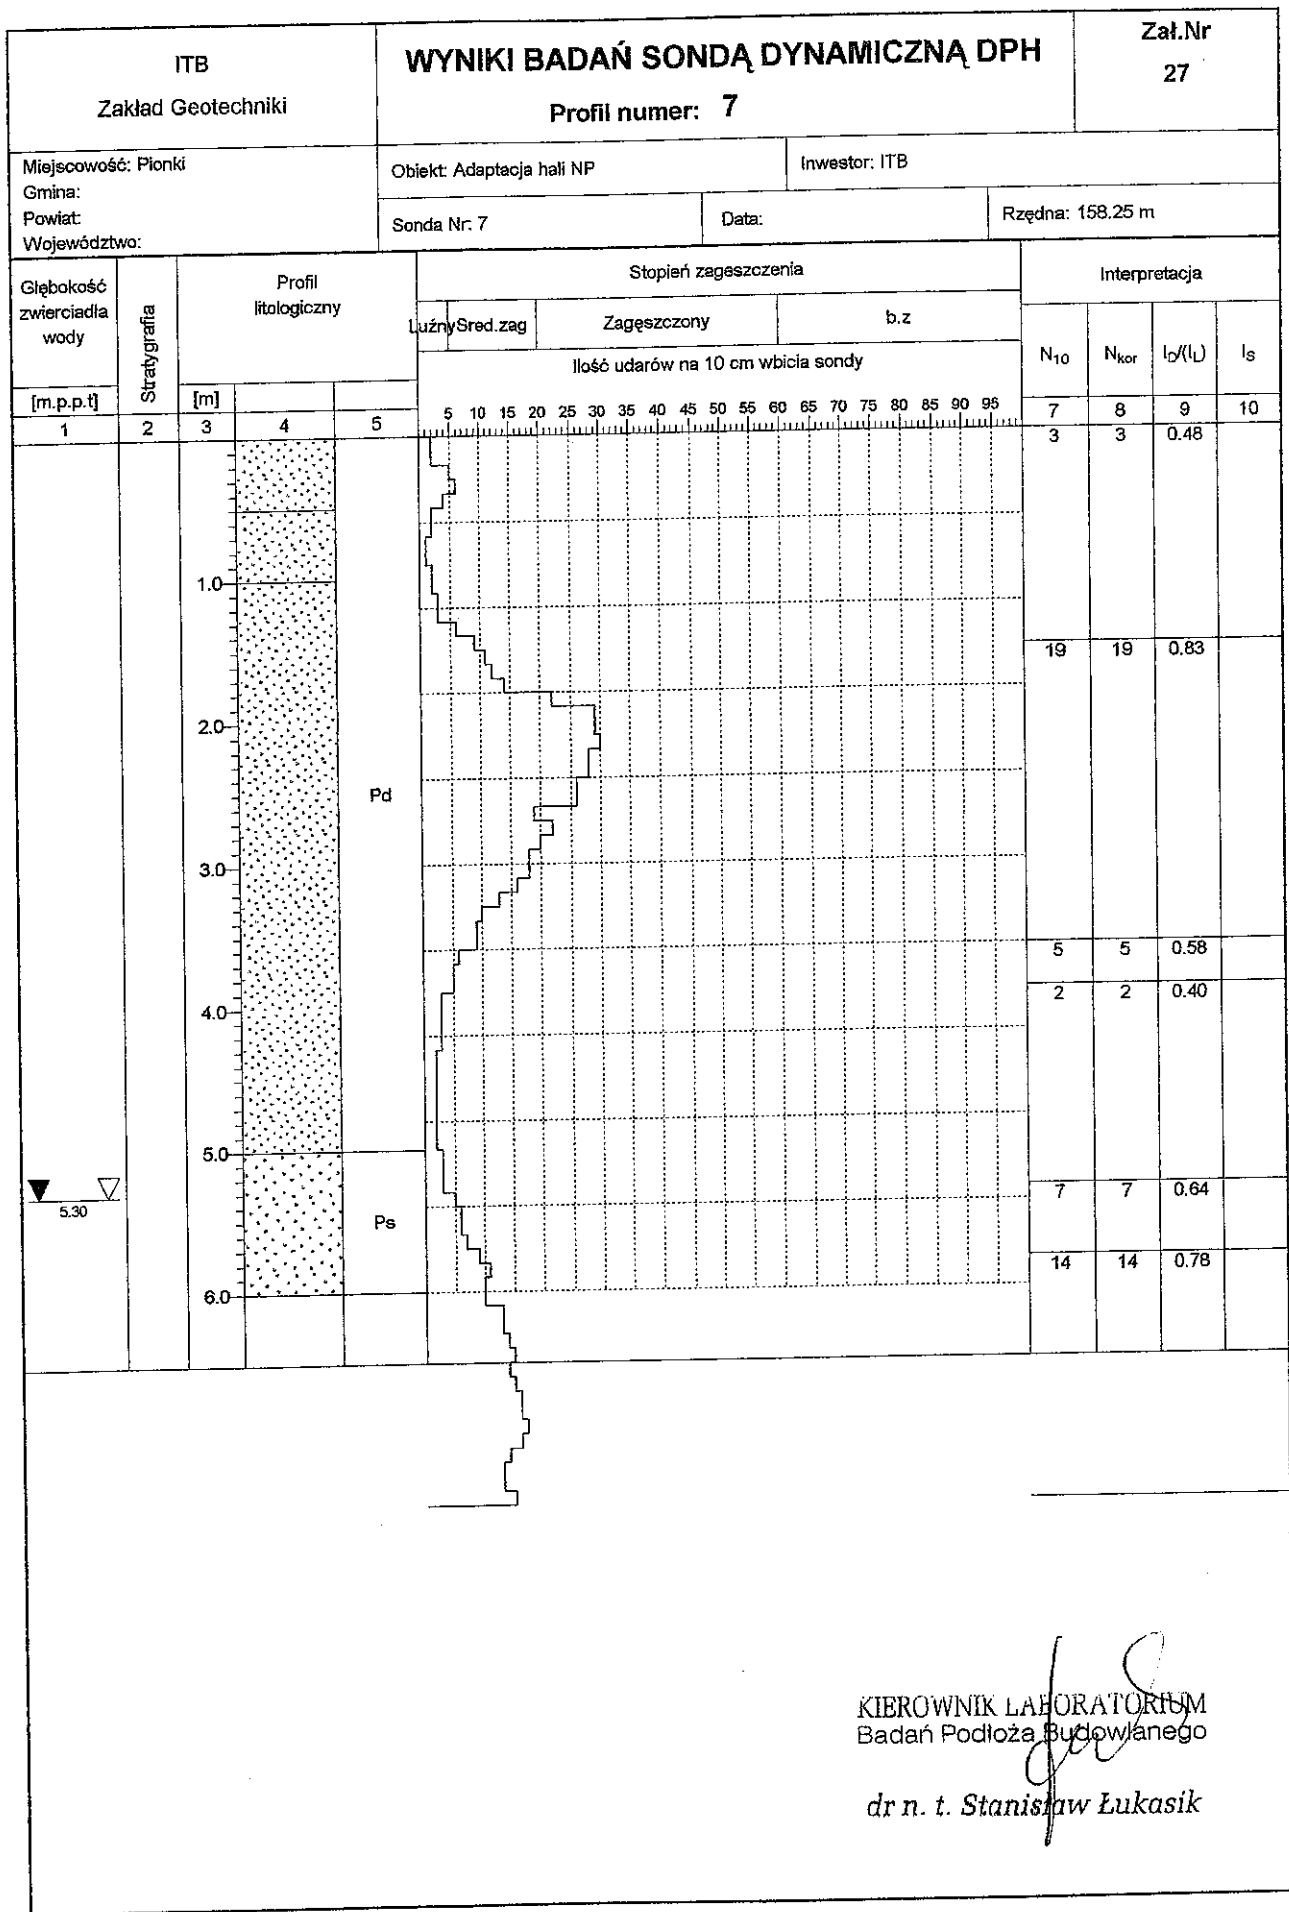 ITB
Zakład Geotechniki
WYNIKI BADAŃ SONDĄ DYNAMICZNĄ DPH
Profil numer: 7
Zał.Nr
27
Miejscowość: Pionki
Gmina:
Powiat:
Województwo:
Obiekt: Adaptacja hali NP
Inwestor: ITB
Sonda Nr: 7
Data:
Rzędna: 158.25 m
Głębokość
zwierciadła
wody
[m.p.p.t]
Stratygrafia
Profil
litologiczny
[m]
Stopień zagęszczenia
Luźny Sred.zag Zagęszczony b.z
Ilość udarów na 10 cm wbicia sondy
5 10 15 20 25 30 35 40 45 50 55 60 65 70 75 80 85 90 95
Interpretacja
N10 Nkor ID/(IL) IS
1 2 3 4 5 7 8 9 10
3 3 0.48
1.0
19 19 0.83
2.0
Pd
3.0
5 5 0.58
2 2 0.40
4.0
5.0
7 7 0.64
5.30
Ps
14 14 0.78
6.0
KIEROWNIK LABORATORIUM
Badań Podłoża Budowlanego
dr n. t. Stanisław Łukasik